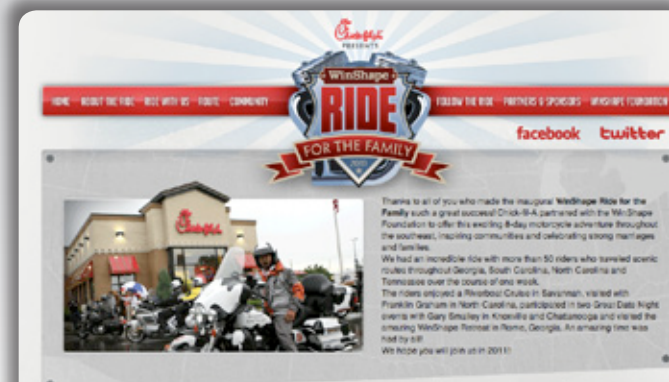 Chick-fil-A
PRESENTS
WinShape
RIDE
FOR THE FAMILY
HOME ABOUT THE RIDE RIDE WITH US ROUTE COMMUNITY
FOLLOW THE RIDE PARTNERS & SPONSORS WINSHAPE FOUNDATION
facebook twitter
Chick-fil-A
Thanks to all of you who made the inaugural WinShape Ride for the
Family such a great success! Chick-fil-A partnered with the WinShape
Foundation to offer this exciting 8-day motorcycle adventure throughout
the southeast, inspiring communities and celebrating strong marriages
and families.
We had an incredible ride with more than 50 riders who traveled scenic
routes throughout Georgia, South Carolina, North Carolina and
Tennessee over the course of one week.
The riders enjoyed a Riverboat Cruise in Savannah, visited with
Franklin Graham in North Carolina, participated in two Great Date Night
events with Gary Smalley in Knoxville and Chattanooga and visited the
amazing WinShape Retreat in Rome, Georgia. An amazing time was
had by all!
We hope you will join us in 2011!